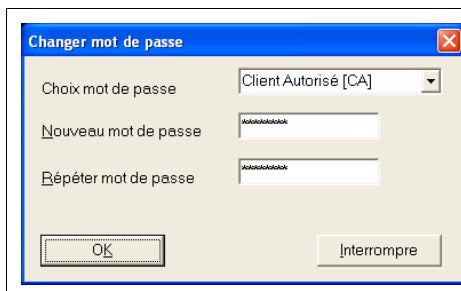 Changer mot de passe
Choix mot de passe Client Autorisé [CA]
Nouveau mot de passe *********
Répéter mot de passe *********
OK Interrompre